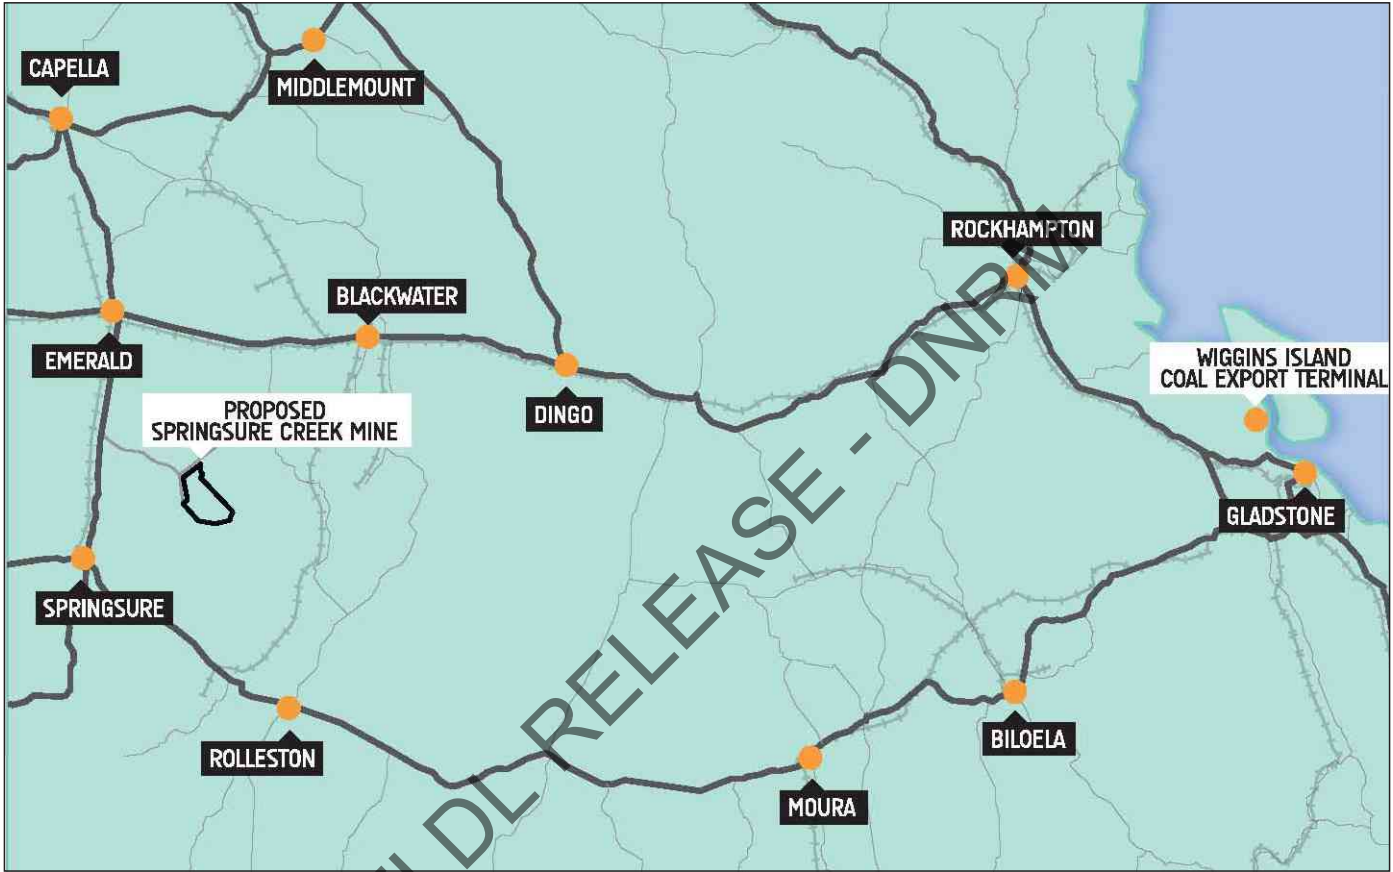 CAPELLA
MIDDLEMOUNT
ROCKHAMPTON
BLACKWATER
EMERALD
WIGGINS ISLAND
COAL EXPORT TERMINAL
DINGO
PROPOSED
SPRINGSURE CREEK MINE
GLADSTONE
SPRINGSURE
ROLLESTON
BILOELA
MOURA
DL RELEASE - DNRM